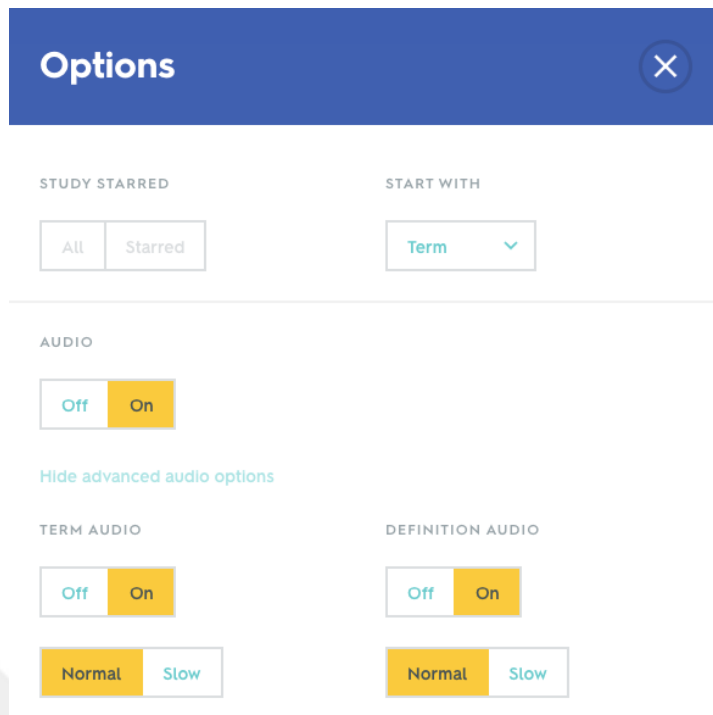 Options
STUDY STARRED START WITH
All Starred Term
AUDIO
Off On
Hide advanced audio options
TERM AUDIO DEFINITION AUDIO
Off On Off On
Normal Slow Normal Slow